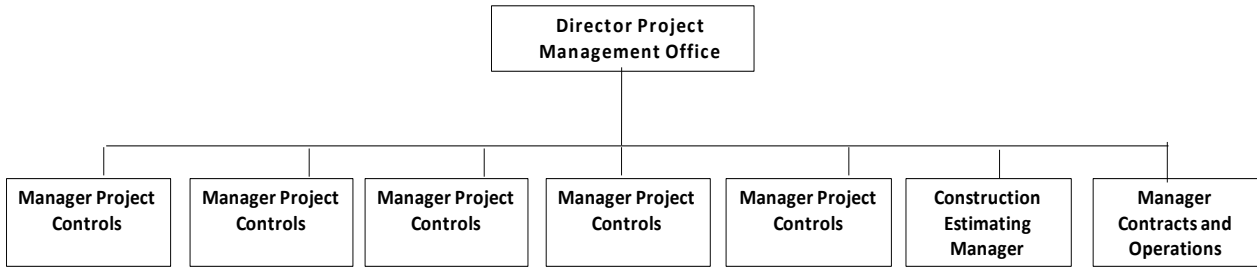 Director Project
Management Office
Manager Project
Controls
Manager Project
Controls
Manager Project
Controls
Manager Project
Controls
Manager Project
Controls
Construction
Estimating
Manager
Manager
Contracts and
Operations